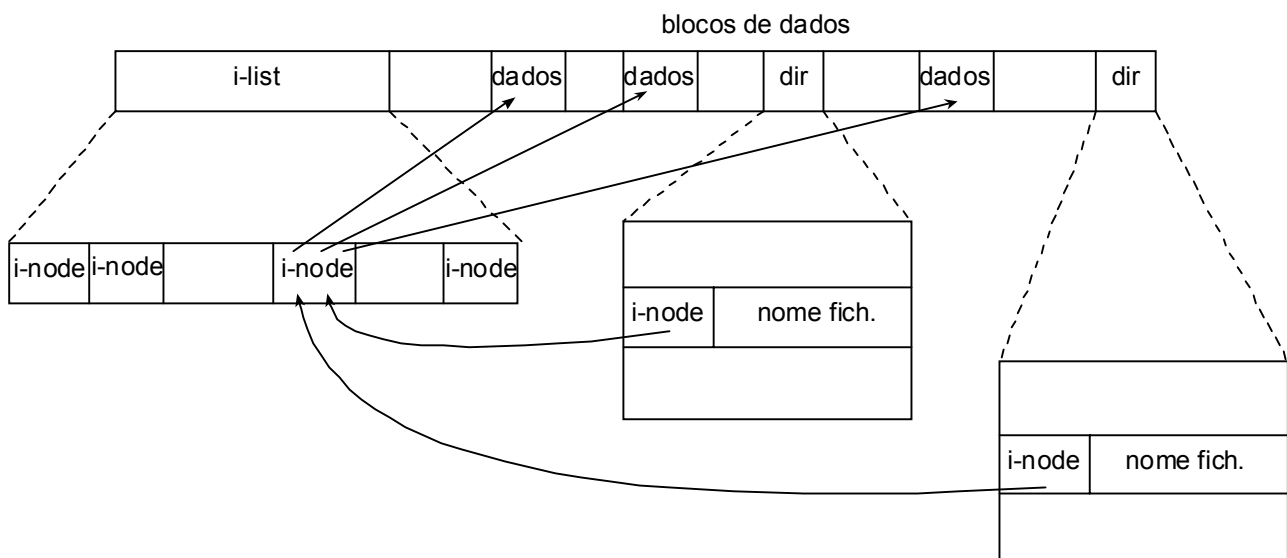 blocos de dados
i-list
dados
dados
dir
dados
dir
i-node
i-node
i-node
i-node
i-node
nome fich.
i-node
nome fich.